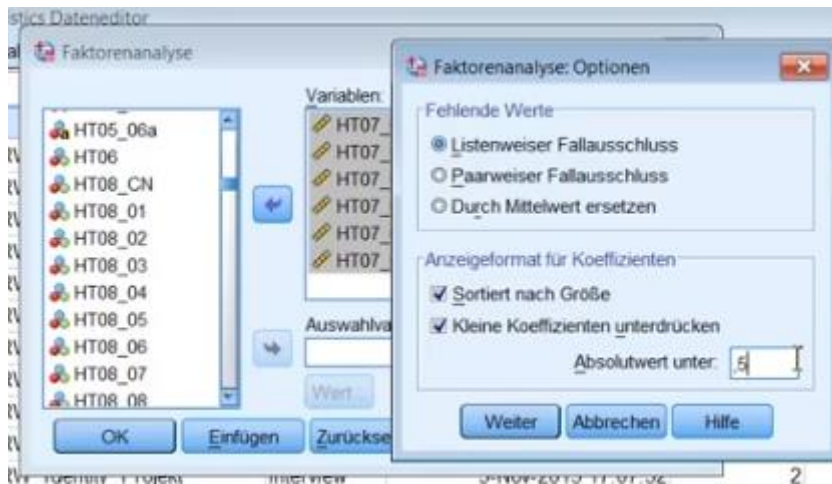 stics Dateneditor
Faktorenanalyse
HT05_06a
HT06
HT08_CN
HT08_01
HT08_02
HT08_03
HT08_04
HT08_05
HT08_06
HT08_07
HT08_08
Variablen:
HT07_
HT07_
HT07_
HT07_
HT07_
HT07_
Auswahlva
Wert...
OK
Einfügen
Zurückse
Faktorenanalyse: Optionen
Fehlende Werte
Listenweiser Fallausschluss
Paarweiser Fallausschluss
Durch Mittelwert ersetzen
Anzeigeformat für Koeffizienten
Sortiert nach Größe
Kleine Koeffizienten unterdrücken
Absolutwert unter: ,5
Weiter Abbrechen Hilfe
2